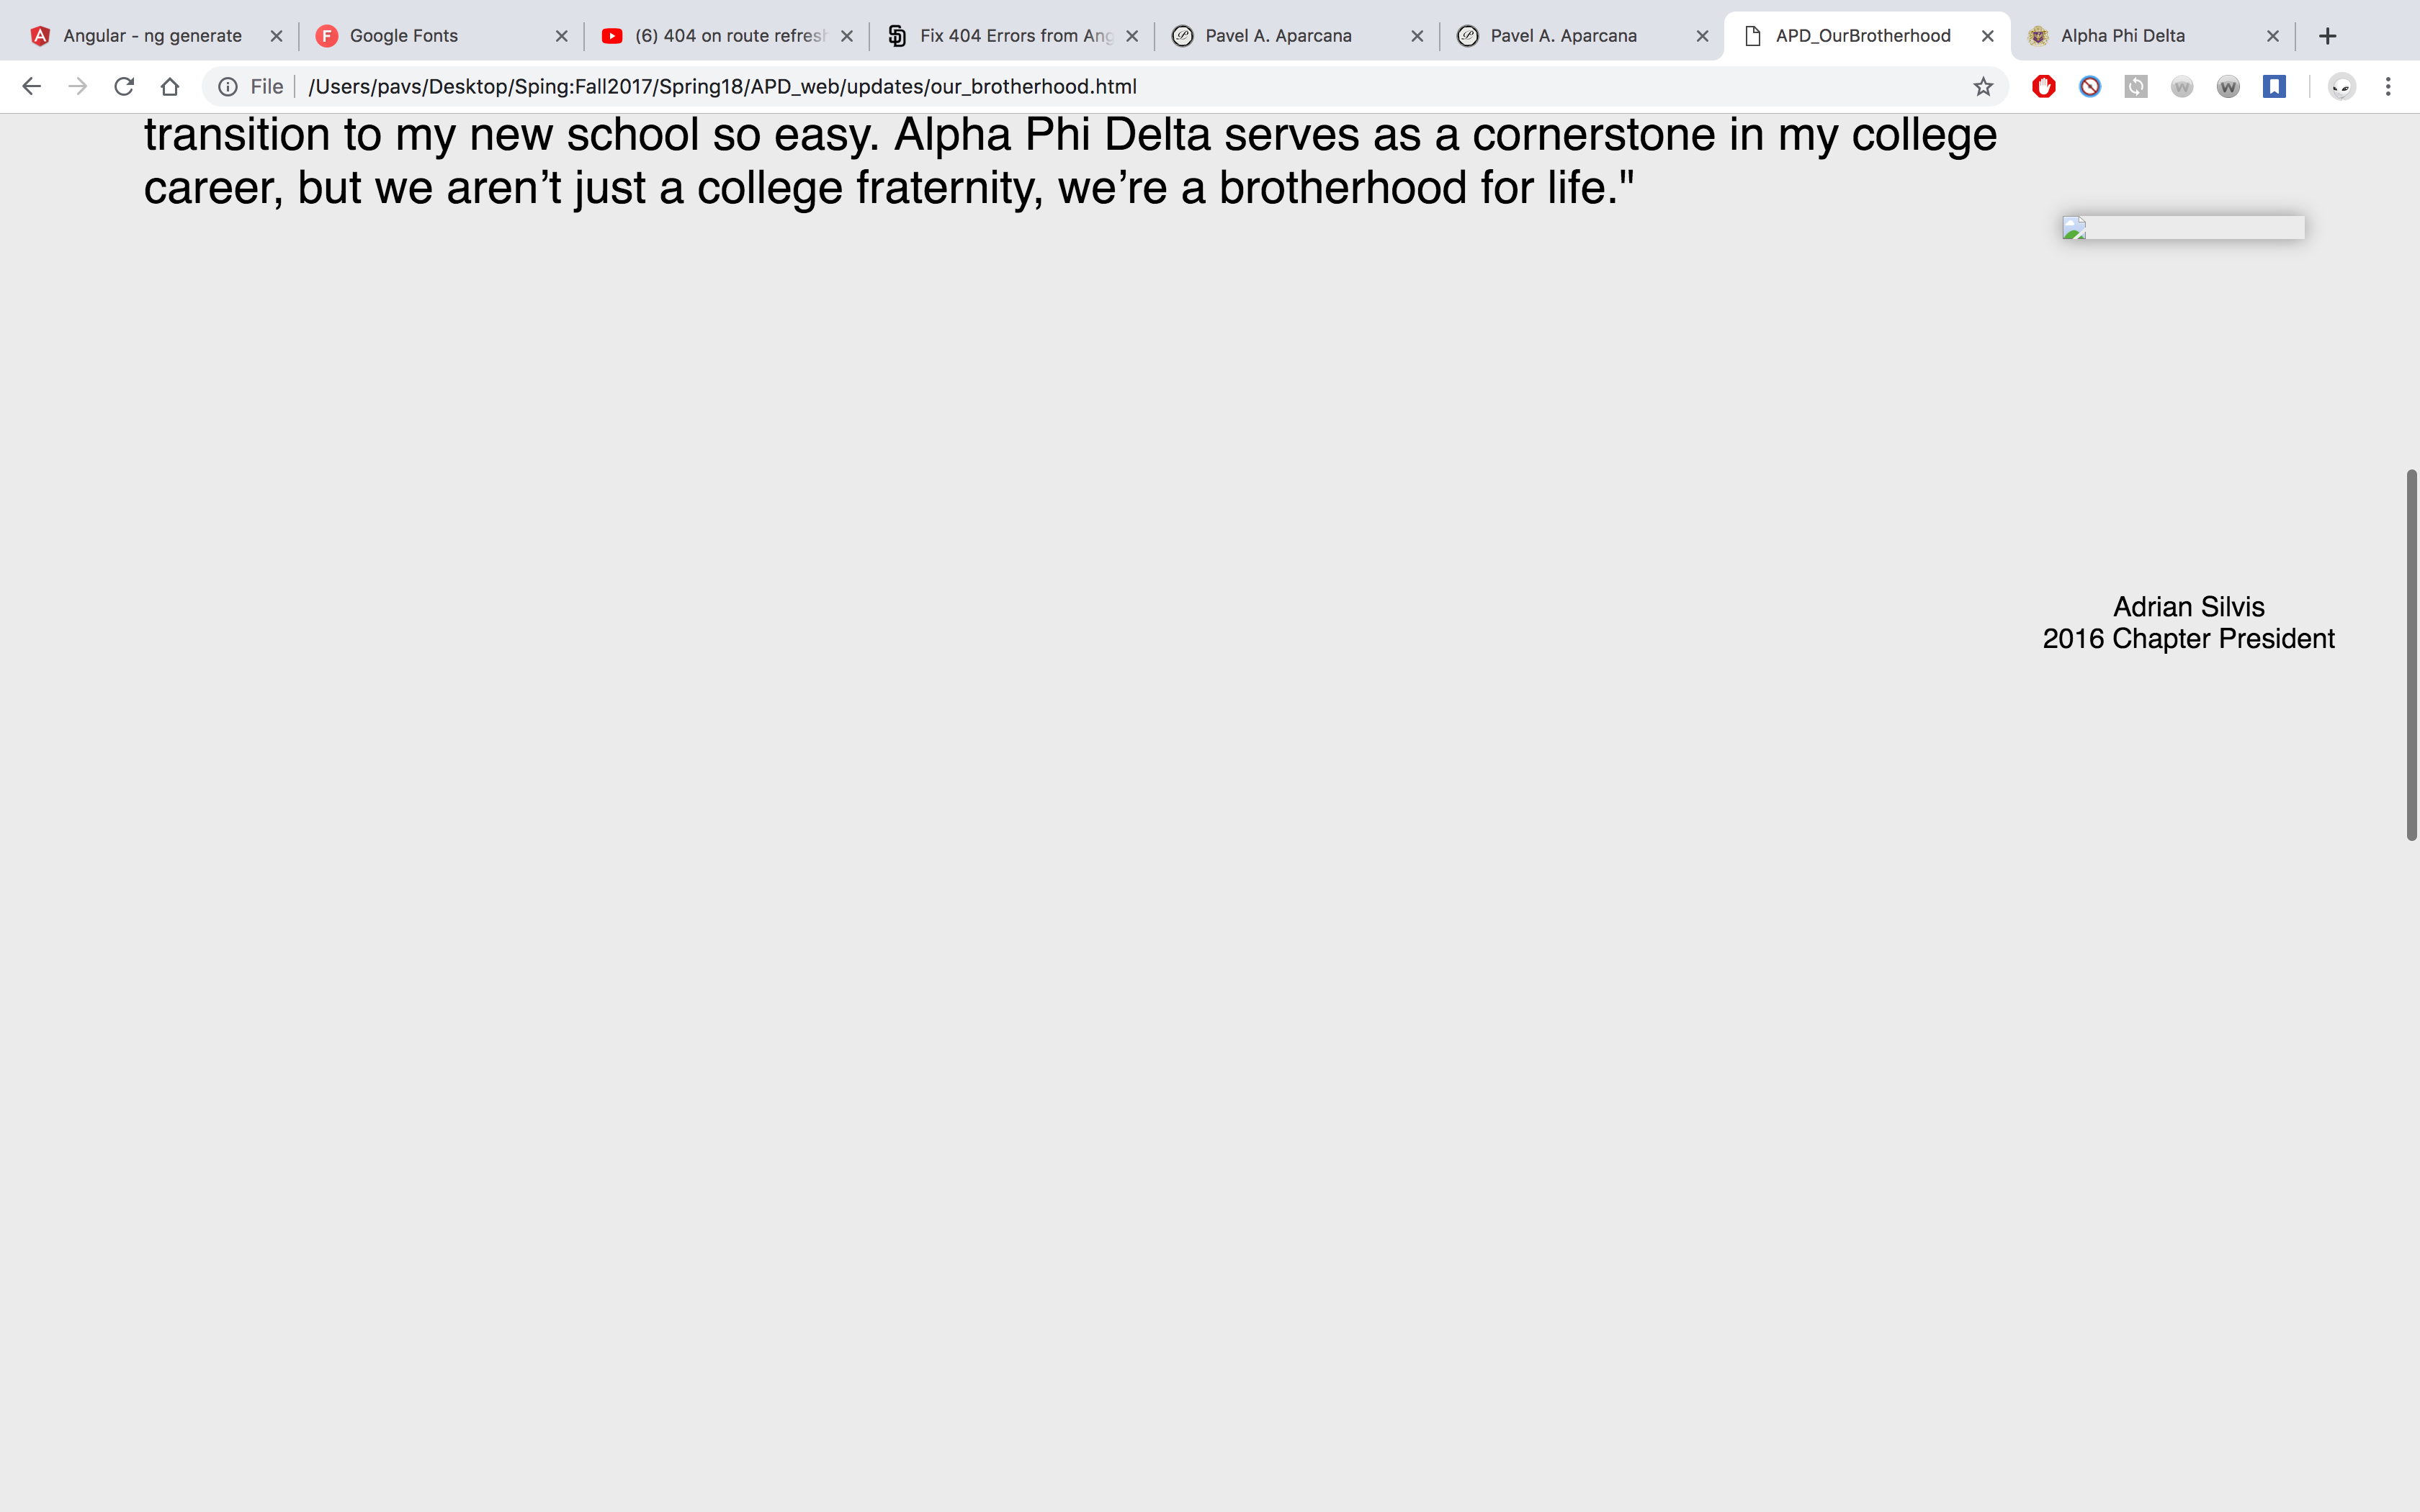 Angular - ng generate
Google Fonts
(6) 404 on route refresh
Fix 404 Errors from Ang
Pavel A. Aparcana
Pavel A. Aparcana
APD_OurBrotherhood
Alpha Phi Delta
File /Users/pavs/Desktop/Sping:Fall2017/Spring18/APD_web/updates/our_brotherhood.html
transition to my new school so easy. Alpha Phi Delta serves as a cornerstone in my college
career, but we aren’t just a college fraternity, we’re a brotherhood for life."
Adrian Silvis
2016 Chapter President